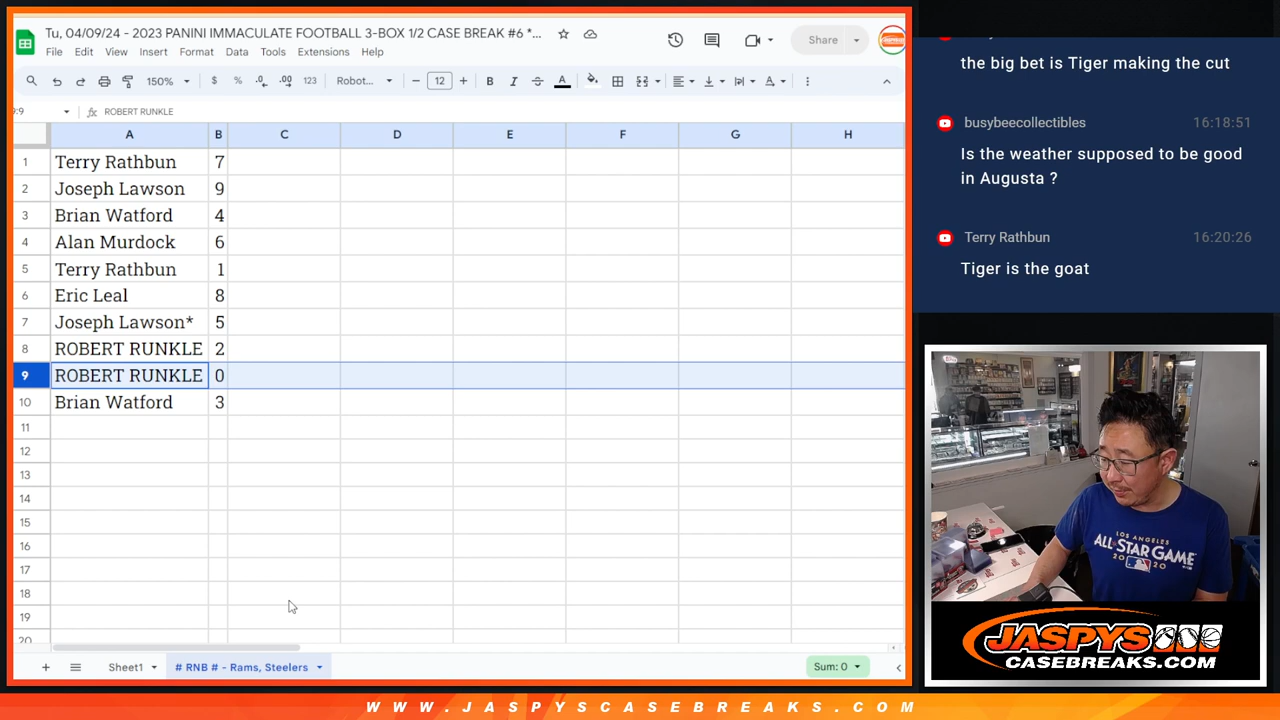 Tu, 04/09/24 - 2023 PANINI IMMACULATE FOOTBALL 3-BOX 1/2 CASE BREAK #6 *...
Share
File Edit View Insert Format Data Tools Extensions Help
150% $ % .0 .00 123 Robot... − 12 + B I A
:9 fx ROBERT RUNKLE
A B C D E F G H
1 Terry Rathbun 7
2 Joseph Lawson 9
3 Brian Watford 4
4 Alan Murdock 6
5 Terry Rathbun 1
6 Eric Leal 8
7 Joseph Lawson* 5
8 ROBERT RUNKLE 2
9 ROBERT RUNKLE 0
10 Brian Watford 3
11
12
13
14
15
16
17
18
19
20
+ Sheet1 # RNB # - Rams, Steelers Sum: 0
the big bet is Tiger making the cut
busybeecollectibles 16:18:51
Is the weather supposed to be good
in Augusta ?
Terry Rathbun 16:20:26
Tiger is the goat
LOS ANGELES
ALL-STAR GAME
2020
JASPYS
CASEBREAKS.COM
WWW.JASPYSCASEBREAKS.COM